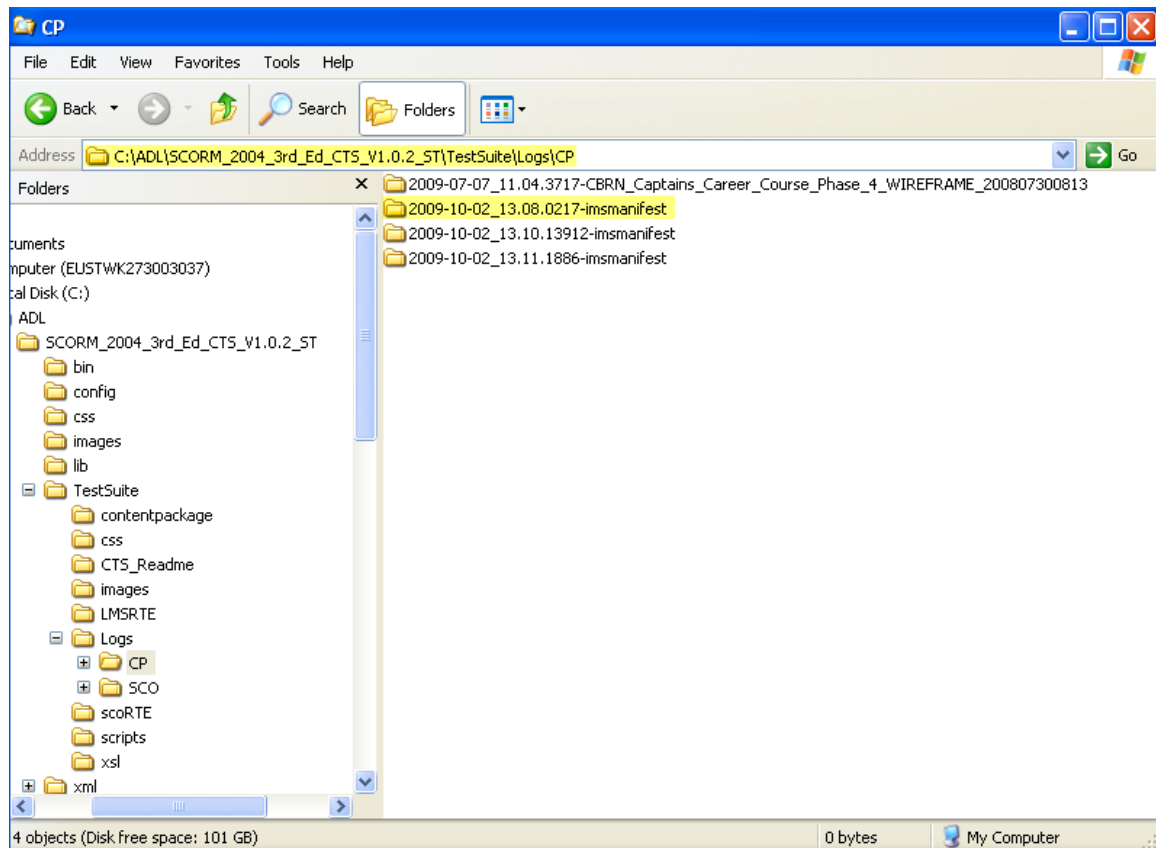 CP
File Edit View Favorites Tools Help
Back Search Folders
Address C:\ADL\SCORM_2004_3rd_Ed_CTS_V1.0.2_ST\TestSuite\Logs\CP Go
Folders
cuments
mputer (EUSTWK273003037)
cal Disk (C:)
ADL
SCORM_2004_3rd_Ed_CTS_V1.0.2_ST
bin
config
css
images
lib
TestSuite
contentpackage
css
CTS_Readme
images
LMSRTE
Logs
CP
SCO
scoRTE
scripts
xsl
xml
2009-07-07_11.04.3717-CBRN_Captains_Career_Course_Phase_4_WIREFRAME_200807300813
2009-10-02_13.08.0217-imsmanifest
2009-10-02_13.10.13912-imsmanifest
2009-10-02_13.11.1886-imsmanifest
4 objects (Disk free space: 101 GB) 0 bytes My Computer